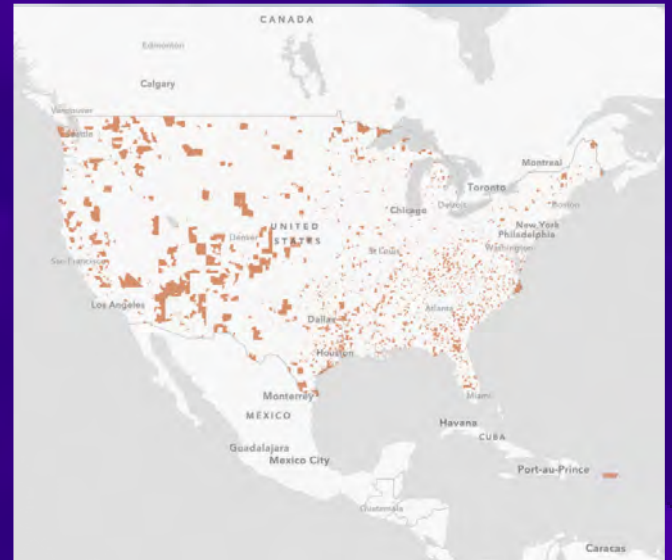 CANADA
Edmonton
Calgary
Vancouver
Seattle
Montreal
Toronto
Boston
Detroit
Chicago
New York
Philadelphia
UNITED
STATES
Denver
Washington
St Louis
San Francisco
Los Angeles
Atlanta
Dallas
Houston
Monterrey
Miami
MÉXICO
Havana
CUBA
Guadalajara
Mexico City
Port-au-Prince
Guatemala
Caracas